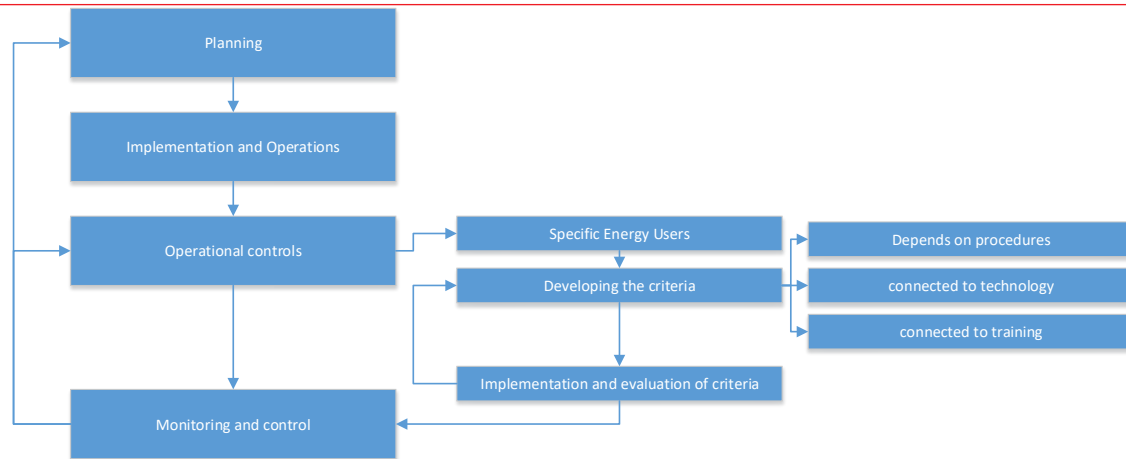 Planning
Implementation and Operations
Operational controls
Monitoring and control
Specific Energy Users
Developing the criteria
Implementation and evaluation of criteria
Depends on procedures
connected to technology
connected to training